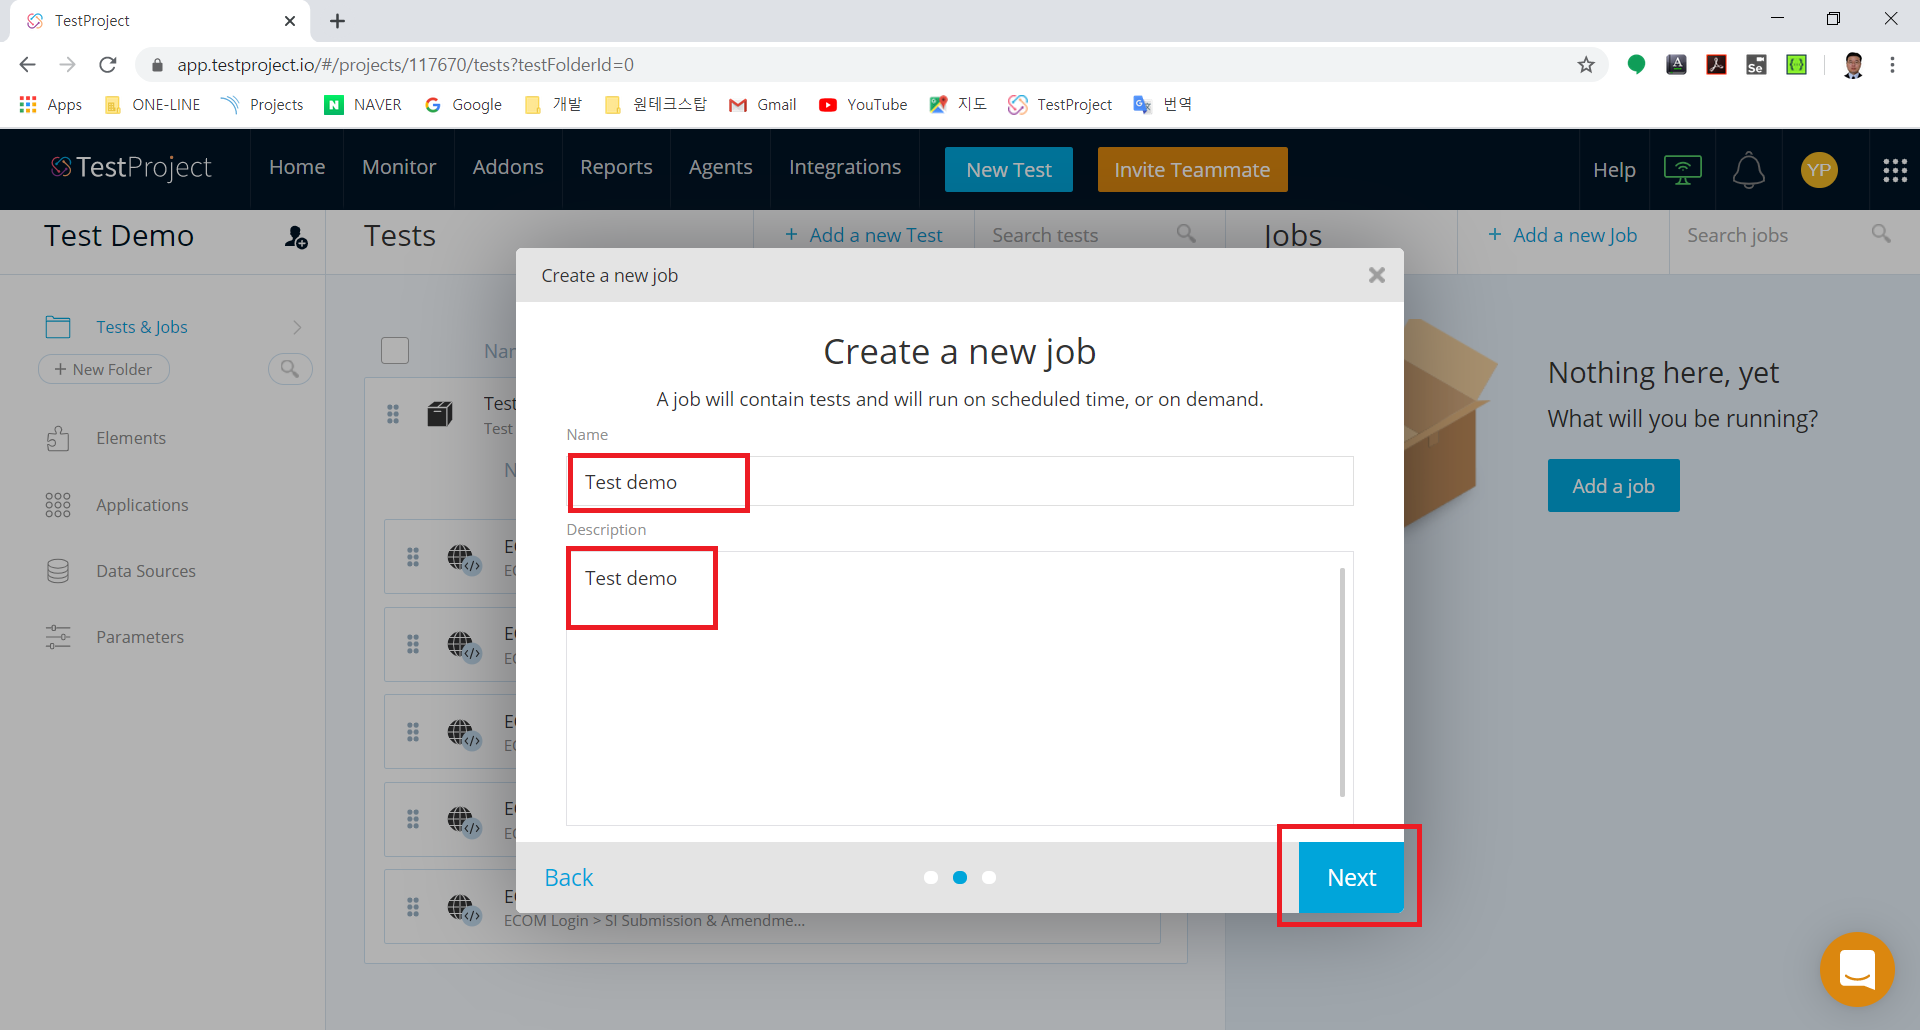 TestProject
app.testproject.io/#/projects/117670/tests?testFolderId=0
Apps ONE-LINE Projects NAVER Google 개발 원테크스탑 Gmail YouTube 지도 TestProject 번역
TestProject Home Monitor Addons Reports Agents Integrations New Test Invite Teammate Help YP
Test Demo Tests + Add a new Test Search tests Jobs + Add a new Job Search jobs
Create a new job
Tests & Jobs
+ New Folder
Elements
Applications
Data Sources
Parameters
Test
Create a new job
A job will contain tests and will run on scheduled time, or on demand.
Name
Test demo
Description
Test demo
Back Next
ECOM Login > SI Submission & Amendme...
Nothing here, yet
What will you be running?
Add a job